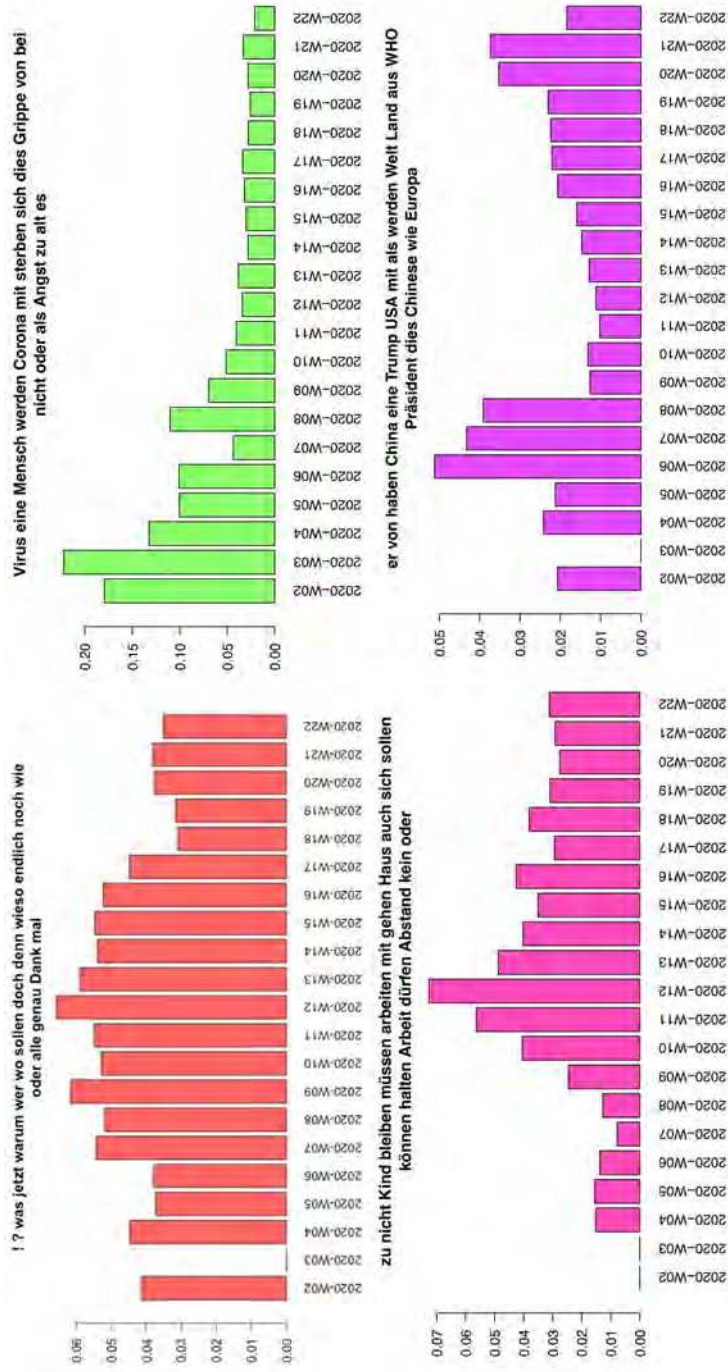 ! ? was jetzt warum wer wo sollen doch denn wieso endlich noch wie
oder alle genau Dank mal
0.06
0.05
0.04
0.03
0.02
0.01
0.00
2020-W02
2020-W03
2020-W04
2020-W05
2020-W06
2020-W07
2020-W08
2020-W09
2020-W10
2020-W11
2020-W12
2020-W13
2020-W14
2020-W15
2020-W16
2020-W17
2020-W18
2020-W19
2020-W20
2020-W21
2020-W22
Virus eine Mensch werden Corona mit sterben sich dies Grippe von bei
nicht oder als Angst zu alt es
0.20
0.15
0.10
0.05
0.00
2020-W02
2020-W03
2020-W04
2020-W05
2020-W06
2020-W07
2020-W08
2020-W09
2020-W10
2020-W11
2020-W12
2020-W13
2020-W14
2020-W15
2020-W16
2020-W17
2020-W18
2020-W19
2020-W20
2020-W21
2020-W22
zu nicht Kind bleiben müssen arbeiten mit gehen Haus auch sich sollen
können halten Arbeit dürfen Abstand kein oder
0.07
0.06
0.05
0.04
0.03
0.02
0.01
0.00
2020-W02
2020-W03
2020-W04
2020-W05
2020-W06
2020-W07
2020-W08
2020-W09
2020-W10
2020-W11
2020-W12
2020-W13
2020-W14
2020-W15
2020-W16
2020-W17
2020-W18
2020-W19
2020-W20
2020-W21
2020-W22
er von haben China eine Trump USA mit als werden Welt Land aus WHO
Präsident dies Chinese wie Europa
0.05
0.04
0.03
0.02
0.01
0.00
2020-W02
2020-W03
2020-W04
2020-W05
2020-W06
2020-W07
2020-W08
2020-W09
2020-W10
2020-W11
2020-W12
2020-W13
2020-W14
2020-W15
2020-W16
2020-W17
2020-W18
2020-W19
2020-W20
2020-W21
2020-W22